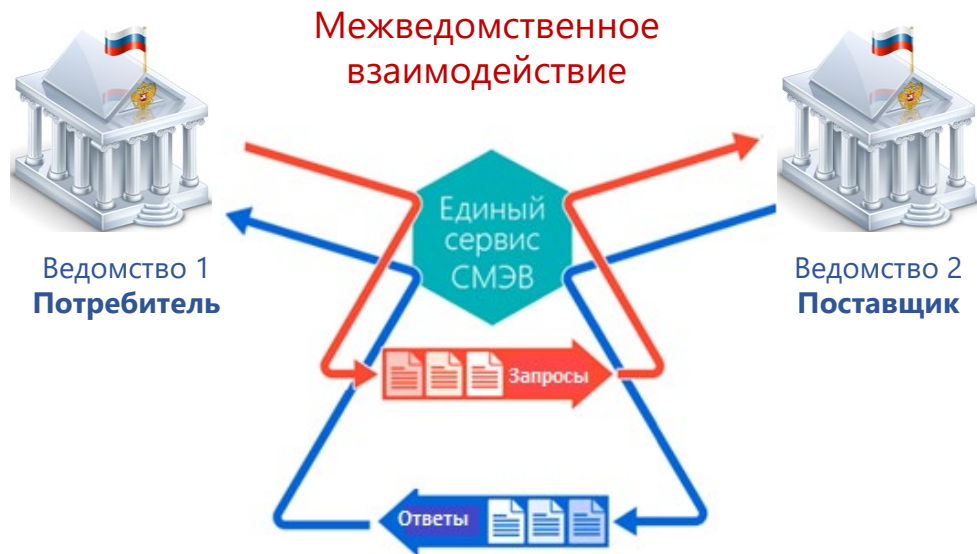 Межведомственное
взаимодействие
Единый
сервис
СМЭВ
Ведомство 1
Потребитель
Ведомство 2
Поставщик
Запросы
Ответы